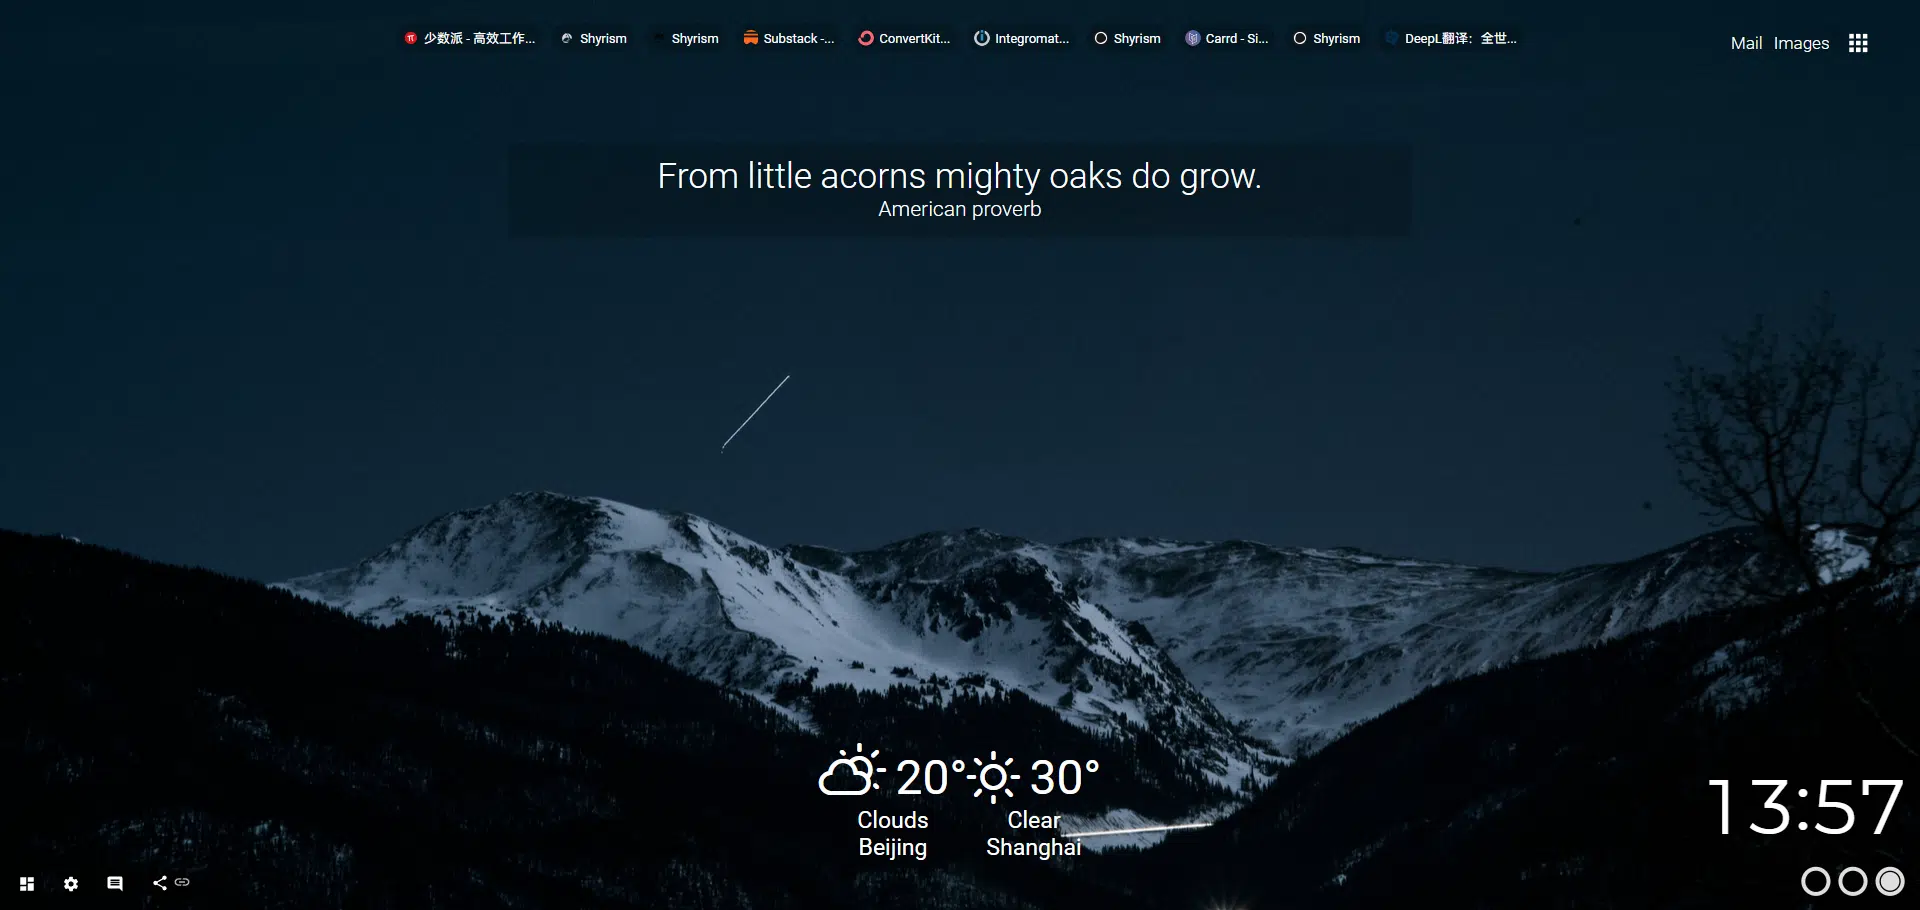 少数派 - 高效工作...
Shyrism
Shyrism
Substack -...
ConvertKit...
Integromat...
Shyrism
Carrd - Si...
Shyrism
DeepL翻译：全世...
Mail
Images
From little acorns mighty oaks do grow.
American proverb
20°
30°
Clouds
Clear
Beijing
Shanghai
13:57